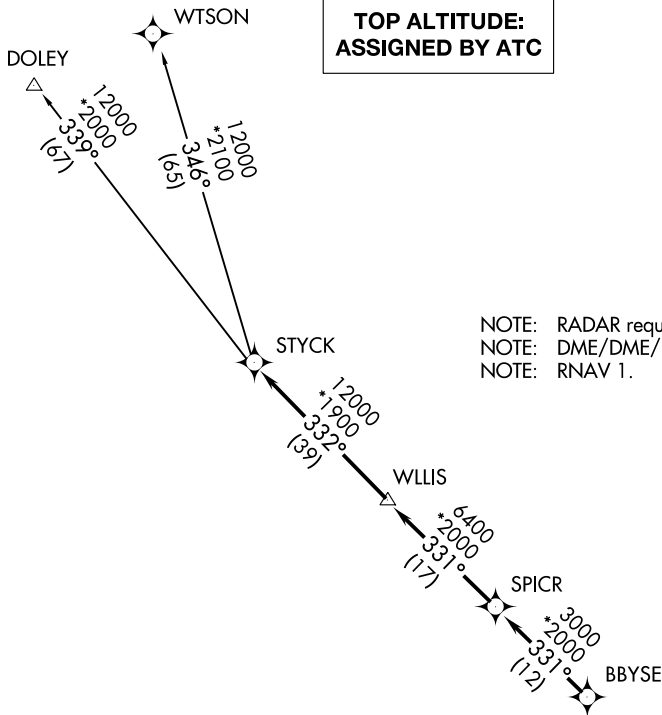 TOP ALTITUDE:
ASSIGNED BY ATC
WTSON
DOLEY
12000
*2000
339°
(67)
12000
*2100
346°
(65)
STYCK
NOTE: RADAR requ
NOTE: DME/DME/
NOTE: RNAV 1.
12000
*1900
332°
(39)
WLLIS
6400
*2000
331°
(17)
SPICR
3000
*2000
331°
(12)
BBYSE